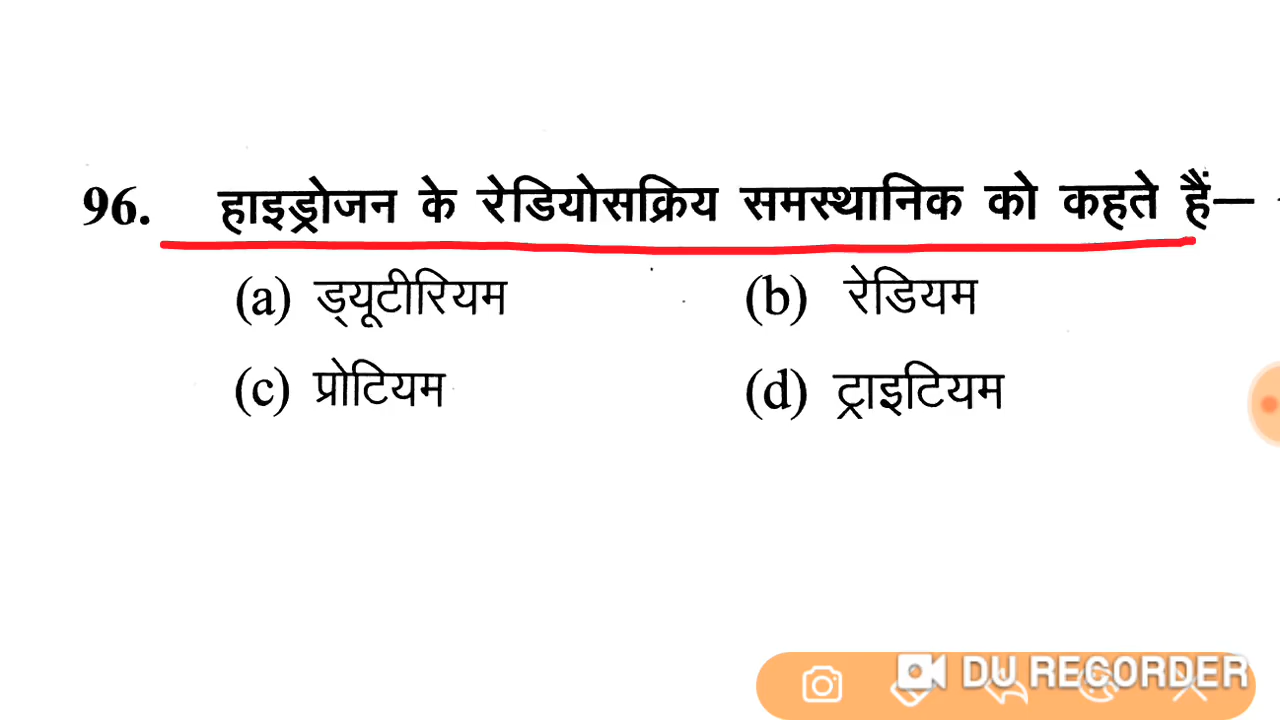 96. हाइड्रोजन के रेडियोसक्रिय समस्थानिक को कहते हैं—
(a) ड्यूटीरियम (b) रेडियम
(c) प्रोटियम (d) ट्राइटियम
DU RECORDER